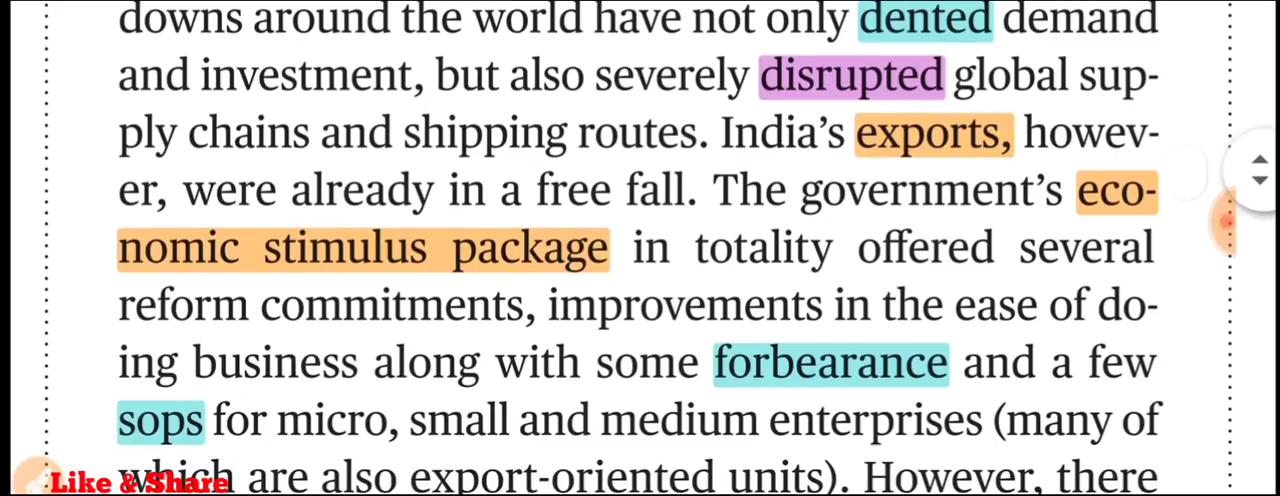 downs around the world have not only dented demand
and investment, but also severely disrupted global sup-
ply chains and shipping routes. India’s exports, howev-
er, were already in a free fall. The government’s eco-
nomic stimulus package in totality offered several
reform commitments, improvements in the ease of do-
ing business along with some forbearance and a few
sops for micro, small and medium enterprises (many of
which are also export-oriented units). However, there
Like & Share